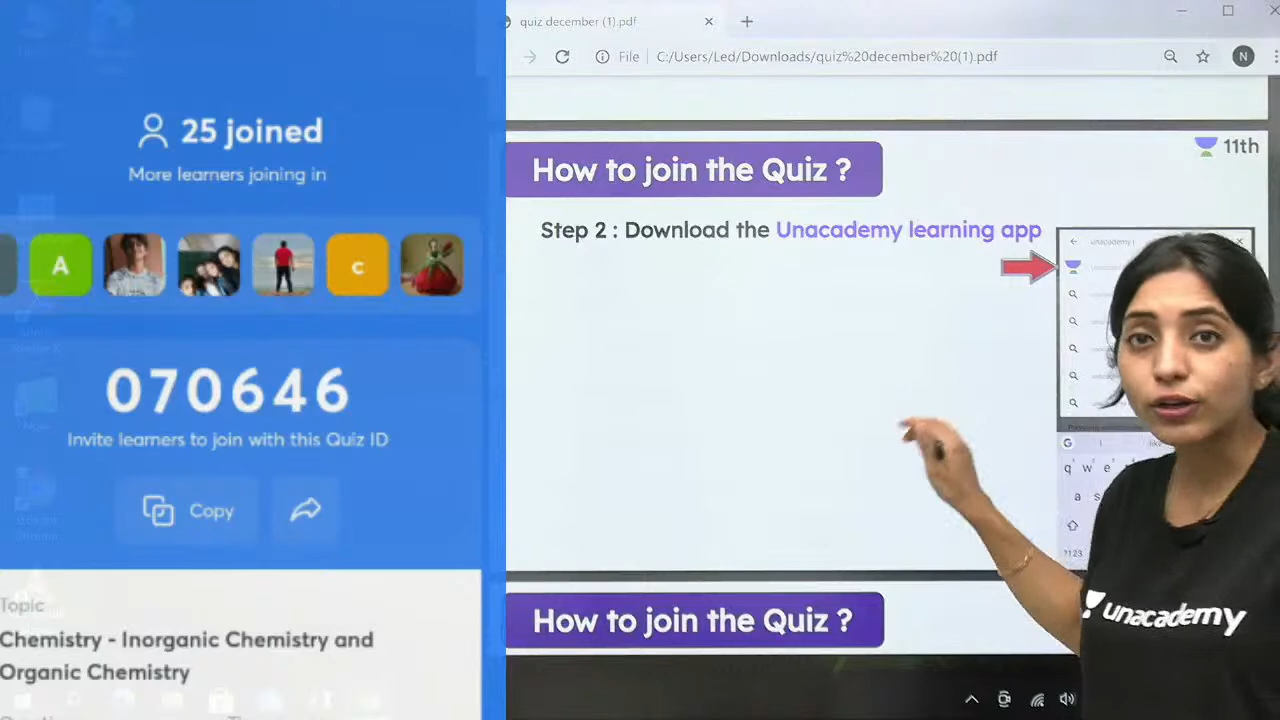 25 joined
More learners joining in
A
c
070646
Invite learners to join with this Quiz ID
Copy
Topic
Chemistry - Inorganic Chemistry and
Organic Chemistry
quiz december (1).pdf
File
C:/Users/Led/Downloads/quiz%20december%20(1).pdf
N
How to join the Quiz ?
11th
Step 2 : Download the Unacademy learning app
unacademy l
G
q w e
a s
?123
unacademy
How to join the Quiz ?